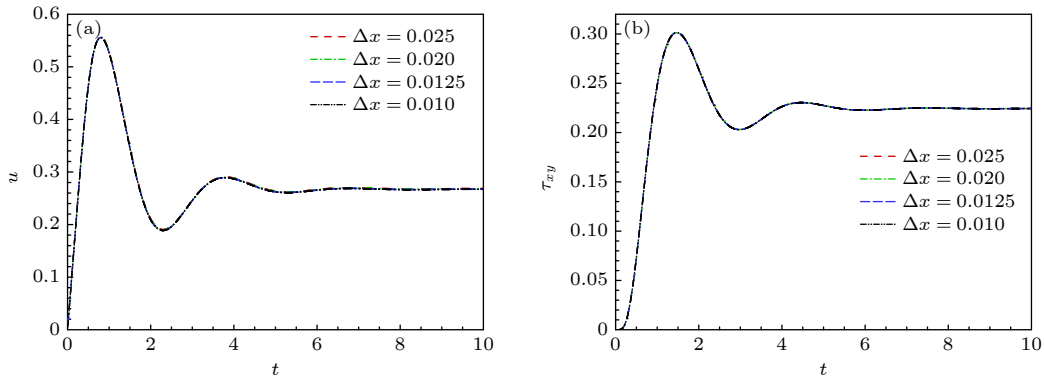 (a)
0.6
0.5
0.4
0.3
0.2
0.1
0
u
Δx = 0.025
Δx = 0.020
Δx = 0.0125
Δx = 0.010
0 2 4 6 8 10
t
(b)
0.30
0.25
0.20
0.15
0.10
0.05
0
τxy
Δx = 0.025
Δx = 0.020
Δx = 0.0125
Δx = 0.010
0 2 4 6 8 10
t